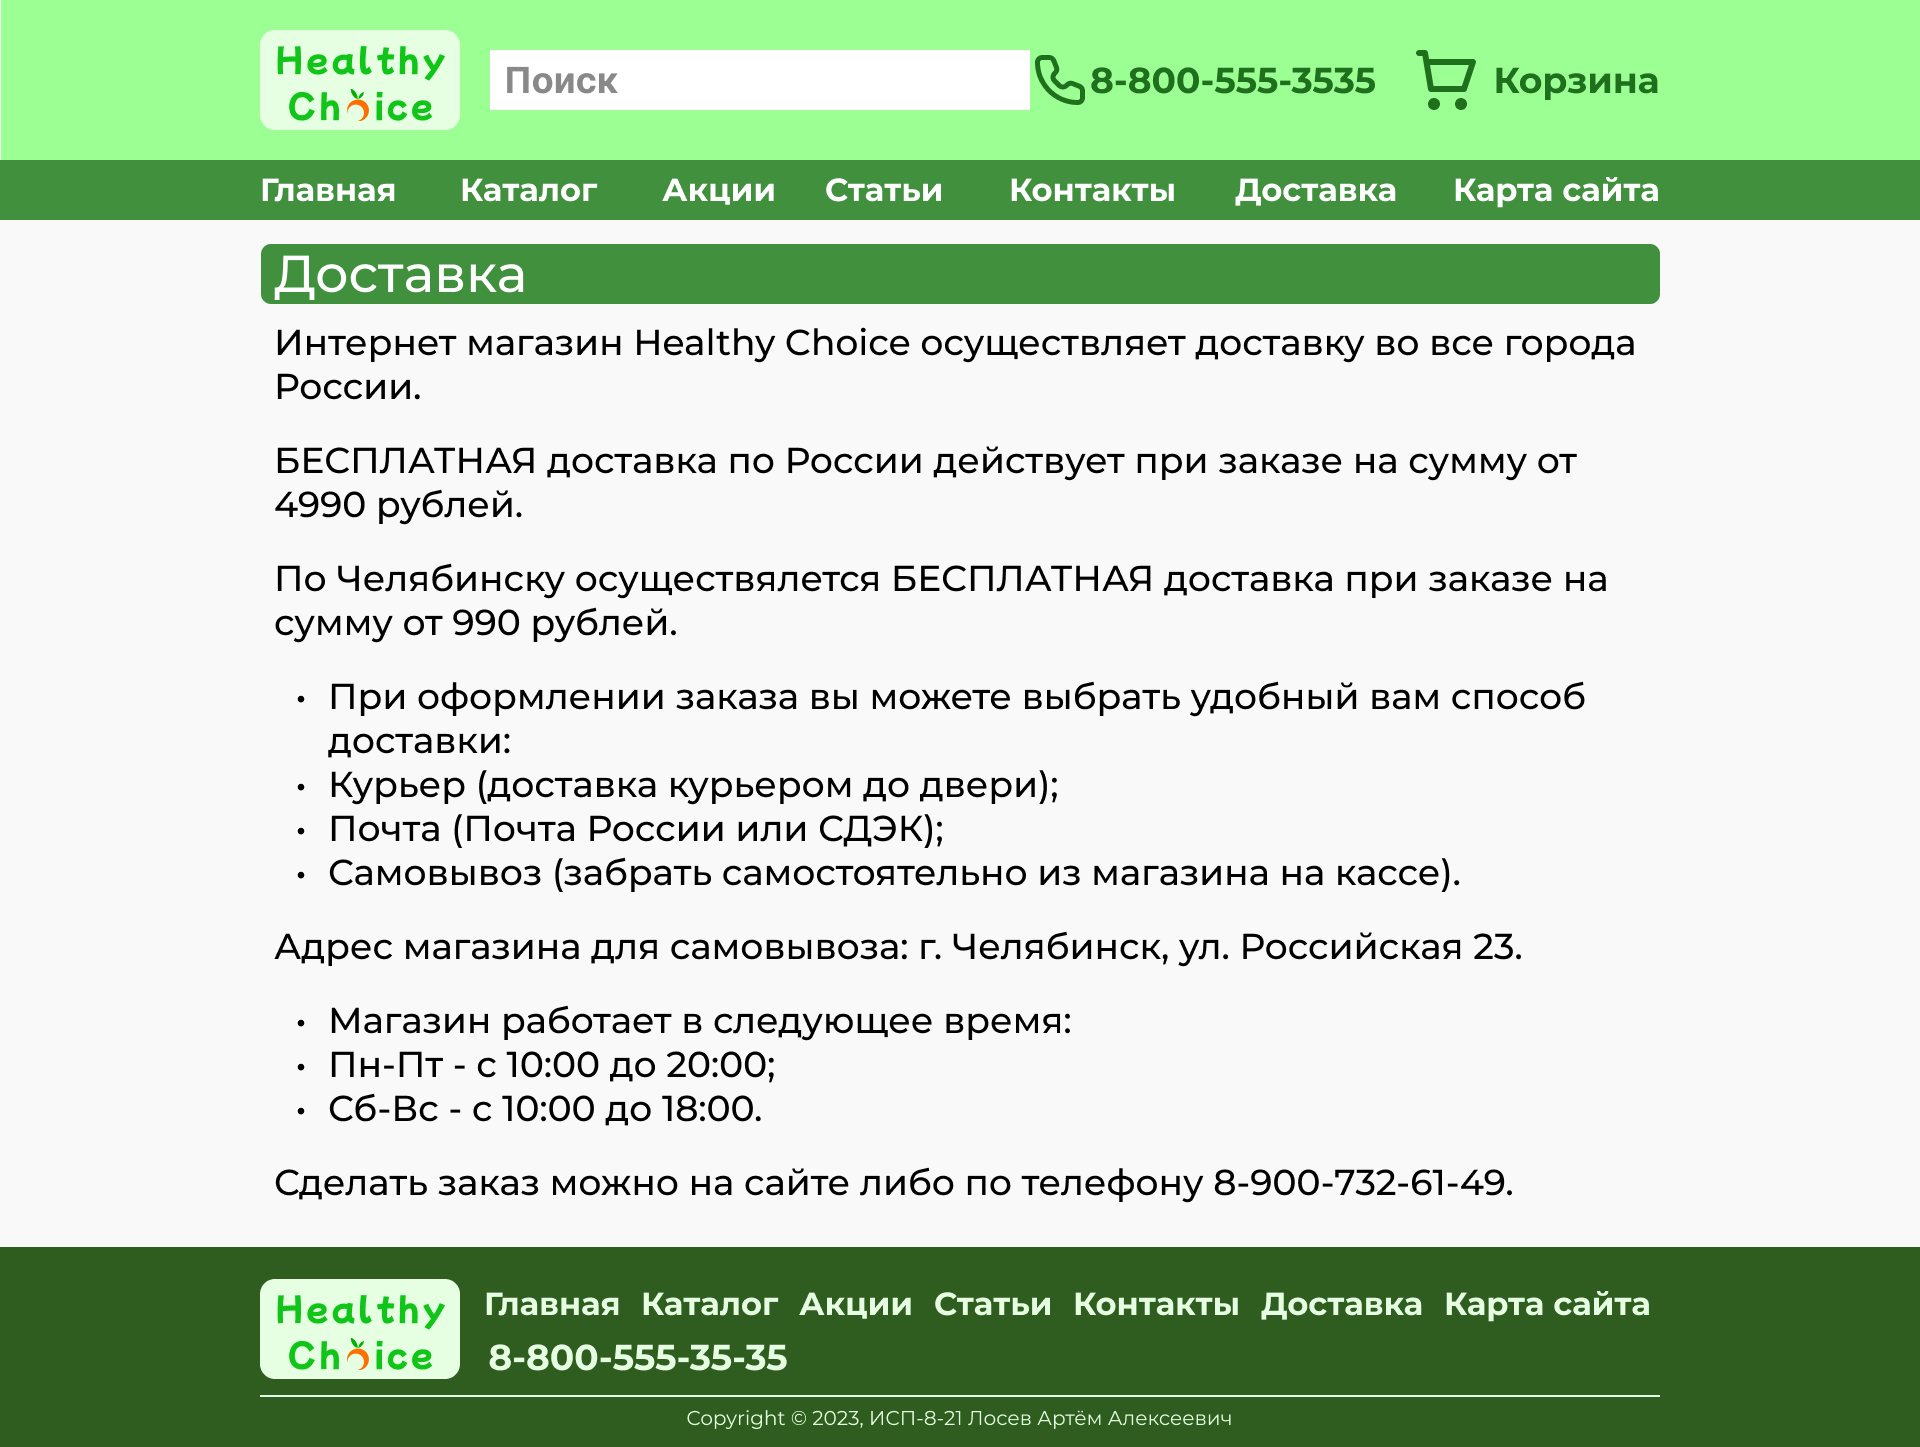 Healthy
Choice
Поиск
8-800-555-3535
Корзина
Главная Каталог Акции Статьи Контакты Доставка Карта сайта
Доставка
Интернет магазин Healthy Choice осуществляет доставку во все города
России.
БЕСПЛАТНАЯ доставка по России действует при заказе на сумму от
4990 рублей.
По Челябинску осуществялется БЕСПЛАТНАЯ доставка при заказе на
сумму от 990 рублей.
• При оформлении заказа вы можете выбрать удобный вам способ
доставки:
• Курьер (доставка курьером до двери);
• Почта (Почта России или СДЭК);
• Самовывоз (забрать самостоятельно из магазина на кассе).
Адрес магазина для самовывоза: г. Челябинск, ул. Российская 23.
• Магазин работает в следующее время:
• Пн-Пт - с 10:00 до 20:00;
• Сб-Вс - с 10:00 до 18:00.
Сделать заказ можно на сайте либо по телефону 8-900-732-61-49.
Healthy
Choice
Главная Каталог Акции Статьи Контакты Доставка Карта сайта
8-800-555-35-35
Copyright © 2023, ИСП-8-21 Лосев Артём Алексеевич